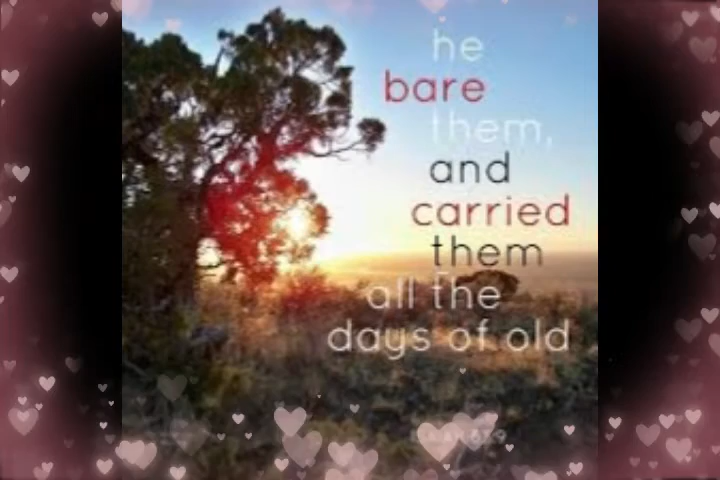 he
bare
them,
and
carried
them
all the
days of old